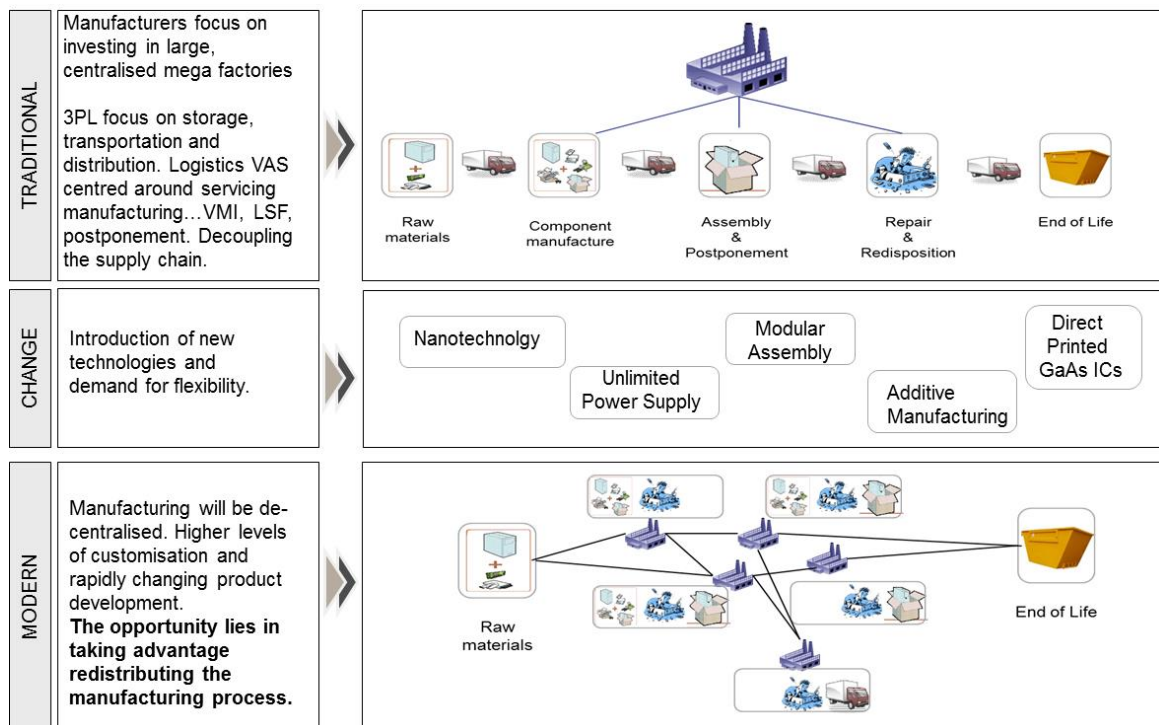 TRADITIONAL
Manufacturers focus on
investing in large,
centralised mega factories
3PL focus on storage,
transportation and
distribution. Logistics VAS
centred around servicing
manufacturing…VMI, LSF,
postponement. Decoupling
the supply chain.
Raw
materials
Component
manufacture
Assembly
&
Postponement
Repair
&
Redisposition
End of Life
CHANGE
Introduction of new
technologies and
demand for flexibility.
Nanotechnolgy
Unlimited
Power Supply
Modular
Assembly
Additive
Manufacturing
Direct
Printed
GaAs ICs
MODERN
Manufacturing will be de-
centralised. Higher levels
of customisation and
rapidly changing product
development.
The opportunity lies in
taking advantage
redistributing the
manufacturing process.
Raw
materials
End of Life